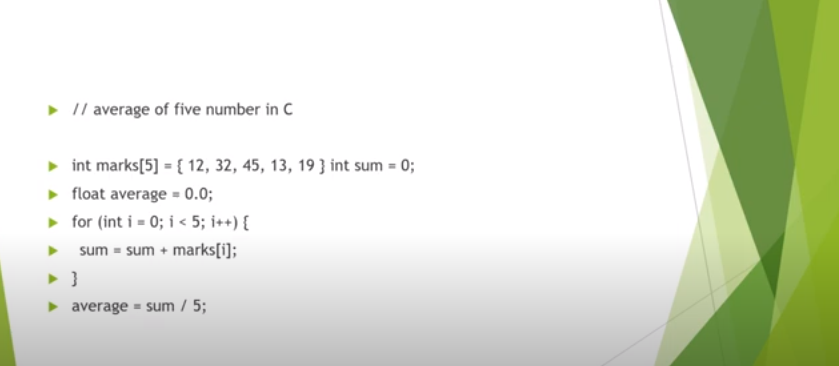 // average of five number in C
int marks[5] = { 12, 32, 45, 13, 19 } int sum = 0;
float average = 0.0;
for (int i = 0; i < 5; i++) {
sum = sum + marks[i];
}
average = sum / 5;